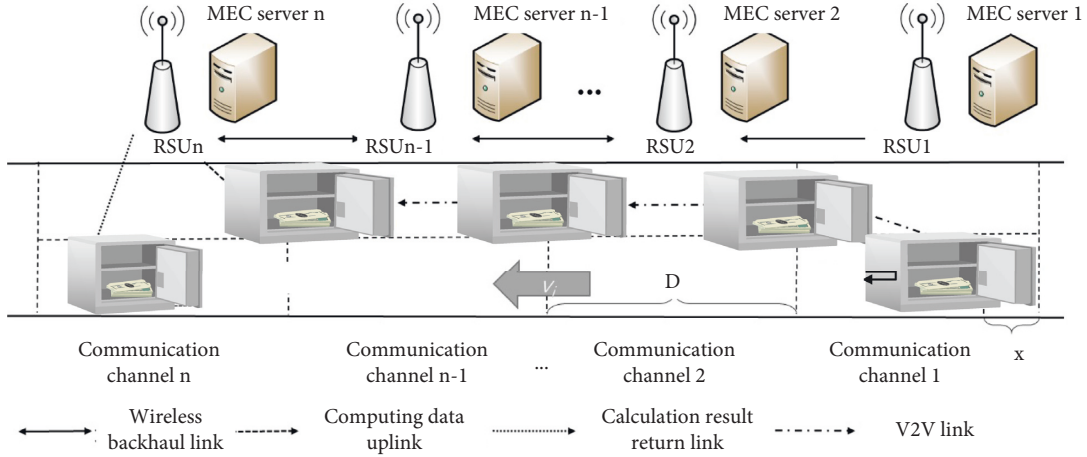 MEC server n
MEC server n-1
MEC server 2
MEC server 1
...
RSUn
RSUn-1
RSU2
RSU1
D
x
Communication
channel n
Communication
channel n-1
...
Communication
channel 2
Communication
channel 1
Wireless
backhaul link
Computing data
uplink
Calculation result
return link
V2V link